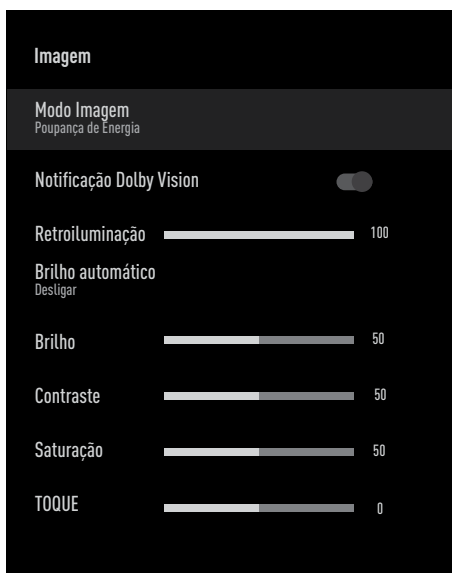 Imagem
Modo Imagem
Poupança de Energia
Notificação Dolby Vision
Retroiluminação 100
Brilho automático
Desligar
Brilho 50
Contraste 50
Saturação 50
TOQUE 0